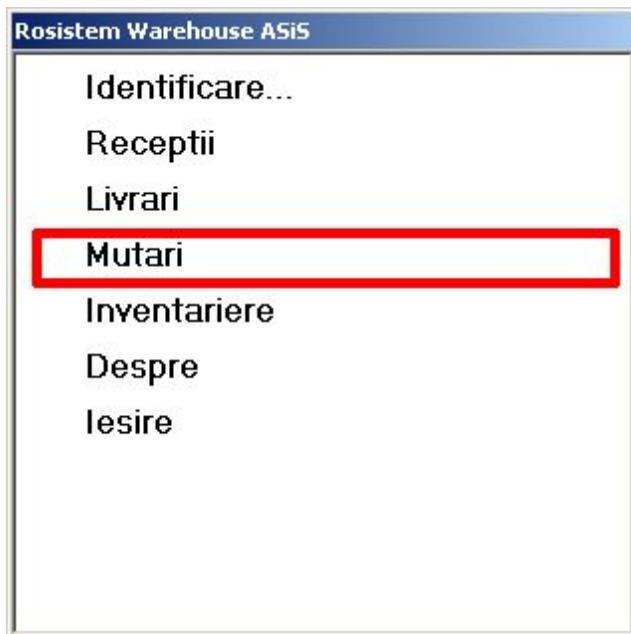 Rosistem Warehouse ASiS
Identificare...
Receptii
Livrari
Mutari
Inventariere
Despre
Iesire